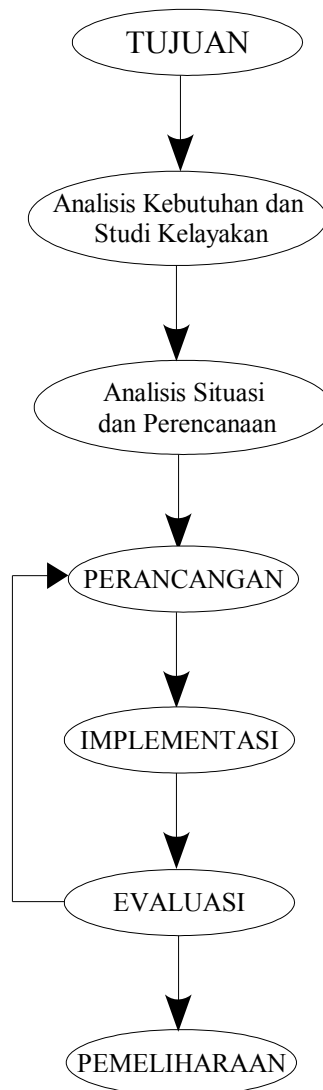 TUJUAN
Analisis Kebutuhan dan
Studi Kelayakan
Analisis Situasi
dan Perencanaan
PERANCANGAN
IMPLEMENTASI
EVALUASI
PEMELIHARAAN